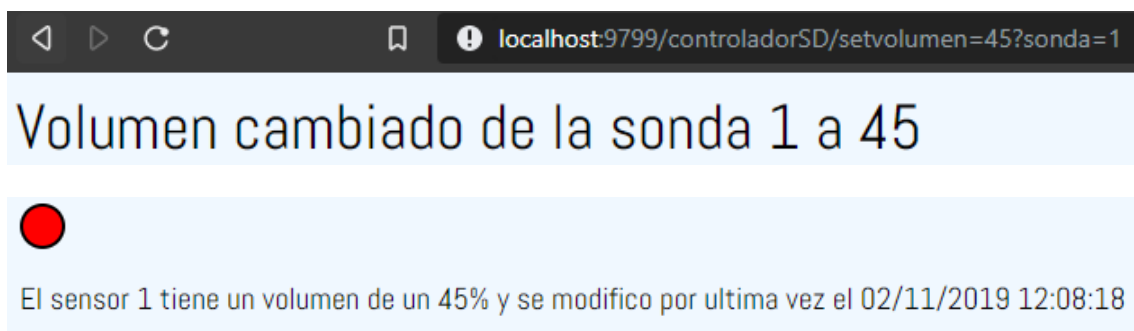 localhost:9799/controladorSD/setvolumen=45?sonda=1
Volumen cambiado de la sonda 1 a 45
El sensor 1 tiene un volumen de un 45% y se modifico por ultima vez el 02/11/2019 12:08:18